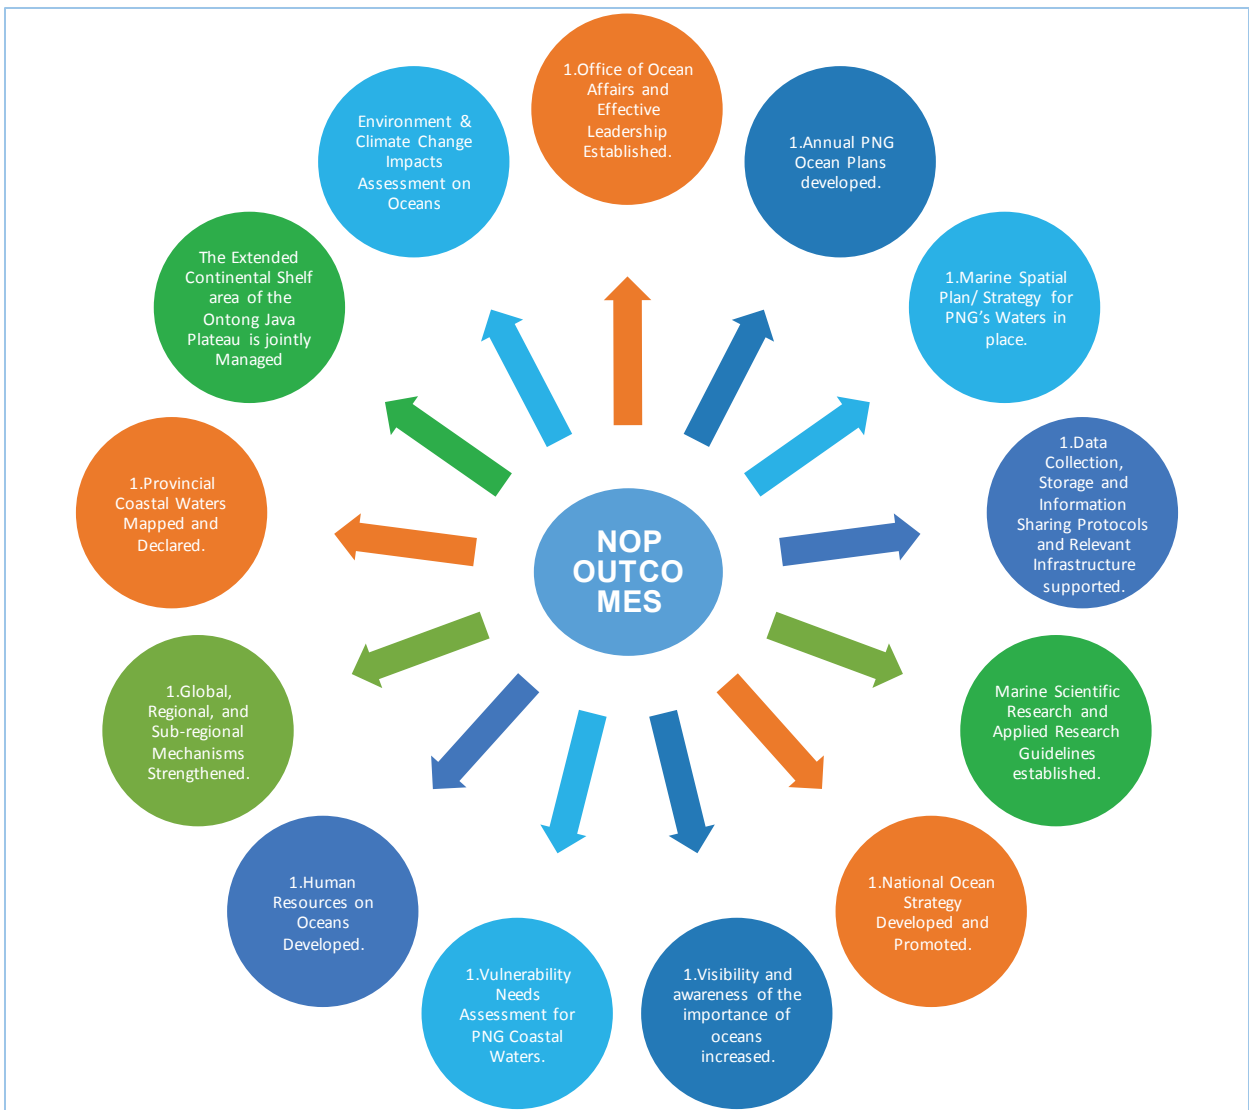 NOP
OUTCO
MES
1.Office of Ocean
Affairs and
Effective
Leadership
Established.
1.Annual PNG
Ocean Plans
developed.
1.Marine Spatial
Plan/ Strategy for
PNG’s Waters in
place.
1.Data
Collection,
Storage and
Information
Sharing Protocols
and Relevant
Infrastructure
supported.
Marine Scientific
Research and
Applied Research
Guidelines
established.
1.National Ocean
Strategy
Developed and
Promoted.
1.Visibility and
awareness of the
importance of
oceans
increased.
1.Vulnerability
Needs
Assessment for
PNG Coastal
Waters.
1.Human
Resources on
Oceans
Developed.
1.Global,
Regional, and
Sub-regional
Mechanisms
Strengthened.
1.Provincial
Coastal Waters
Mapped and
Declared.
The Extended
Continental Shelf
area of the
Ontong Java
Plateau is jointly
Managed
Environment &
Climate Change
Impacts
Assessment on
Oceans